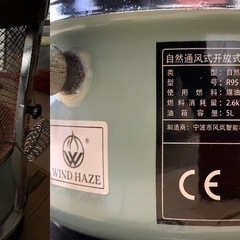 WIND HAZE
自然通风式开放式
类 型：自然
型 号：R95
使用燃料：煤油
燃料消耗量：2.6k
油箱容量：5L
制造商：宁波市风岚智能
CE